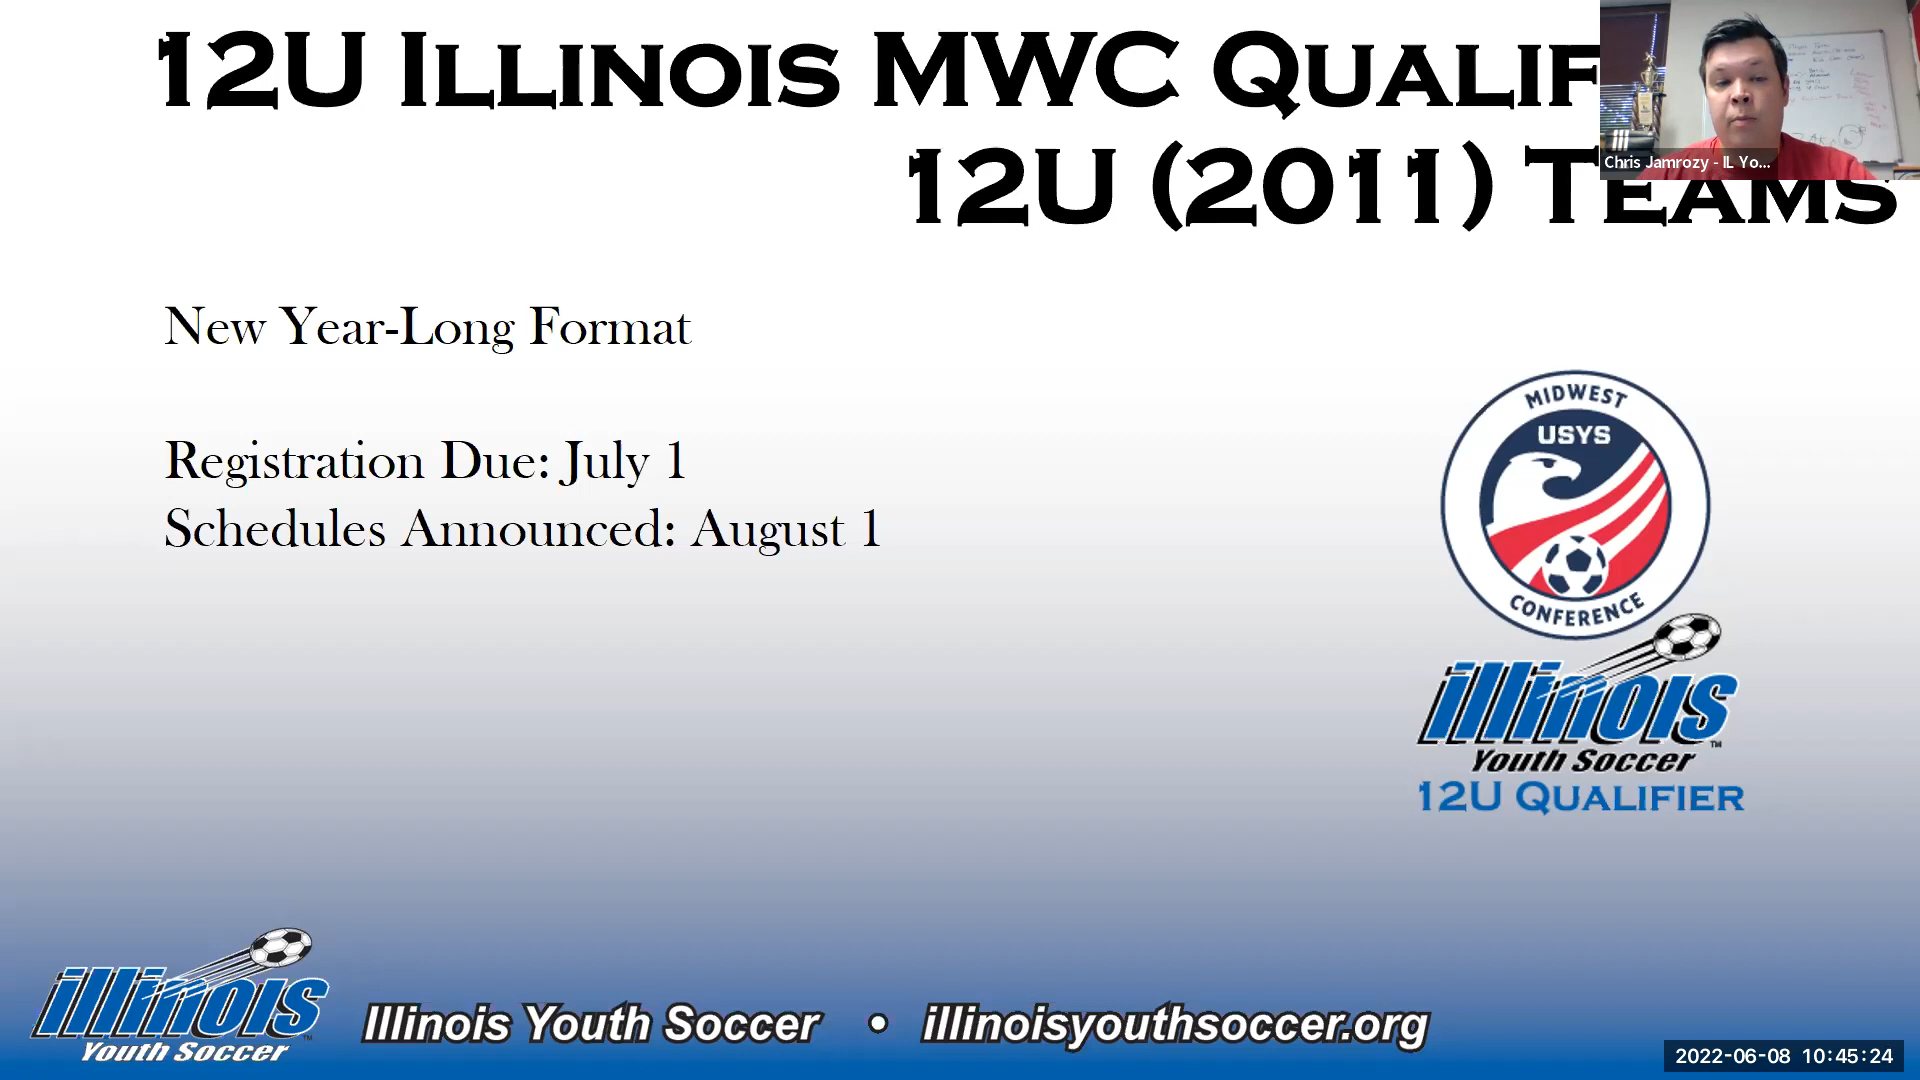 12U ILLINOIS MWC QUALIF
12U (2011) TEAMS
Chris Jamrozy - IL Yo...
New Year-Long Format
Registration Due: July 1
Schedules Announced: August 1
MIDWEST
USYS
CONFERENCE
illinois
TM
Youth Soccer
12U QUALIFIER
illinois
TM
Youth Soccer
Illinois Youth Soccer • illinoisyouthsoccer.org
2022-06-08 10:45:24